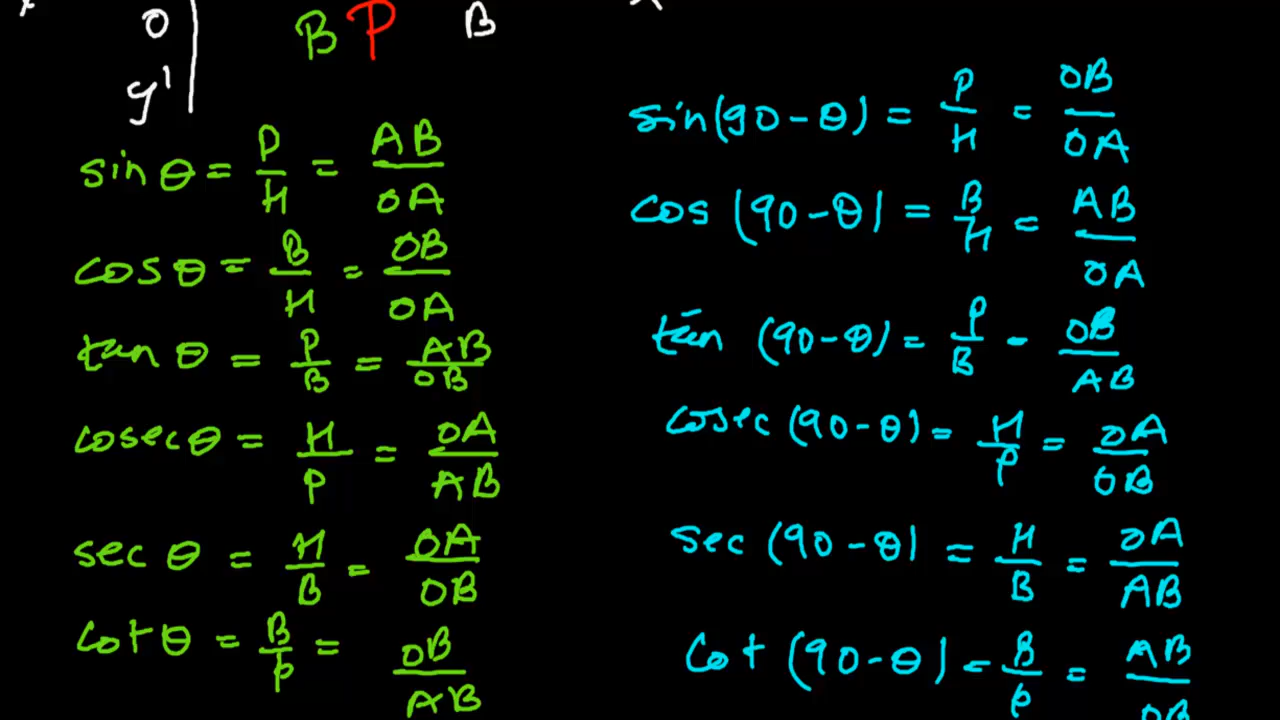 O B P B
y'
sin θ = P/H = AB/OA
cos θ = B/H = OB/OA
tan θ = P/B = AB/OB
cosec θ = H/P = OA/AB
sec θ = H/B = OA/OB
cot θ = B/P = OB/AB
sin(90-θ) = P/H = OB/OA
cos (90-θ) = B/H = AB/OA
tan (90-θ) = P/B - OB/AB
cosec (90-θ) = H/P = OA/OB
sec (90-θ) = H/B = OA/AB
cot (90-θ) = B/P = AB/OB